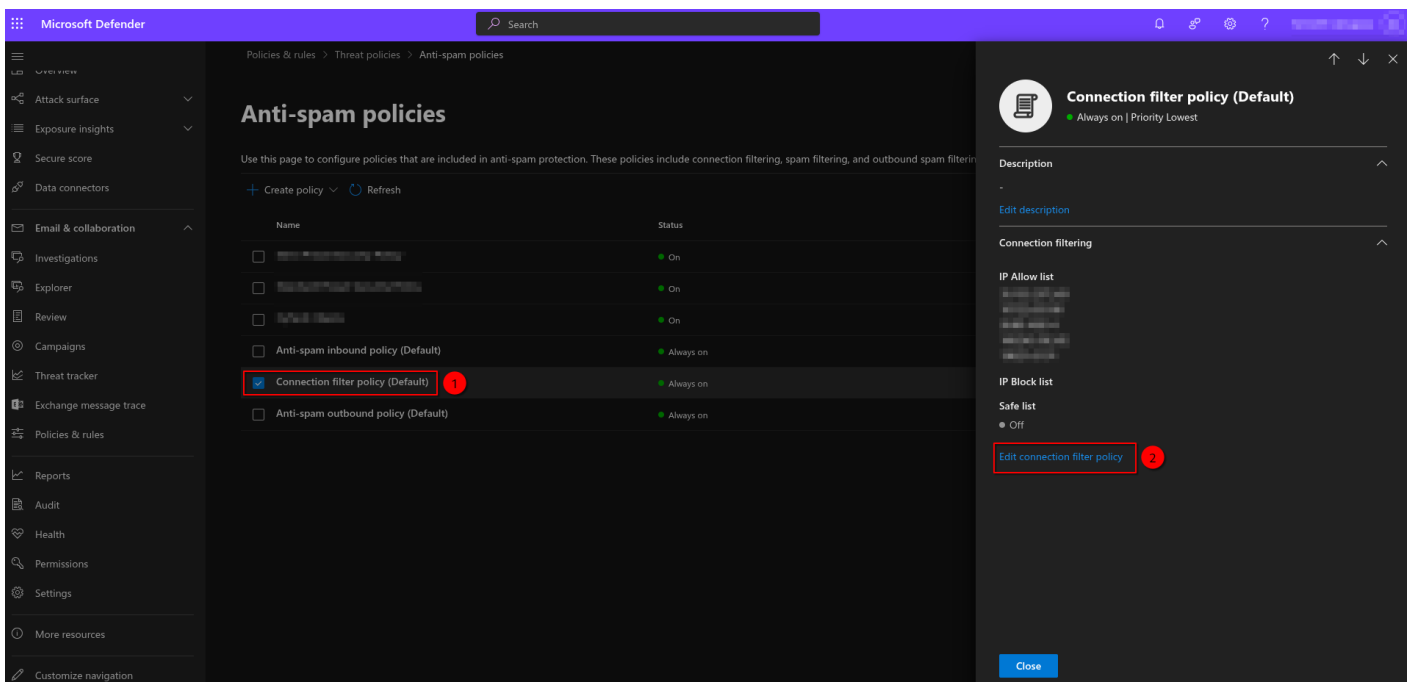 Microsoft Defender
Search
Overview
Attack surface
Exposure insights
Secure score
Data connectors
Email & collaboration
Investigations
Explorer
Review
Campaigns
Threat tracker
Exchange message trace
Policies & rules
Reports
Audit
Health
Permissions
Settings
More resources
Customize navigation
Policies & rules > Threat policies > Anti-spam policies
Anti-spam policies
Use this page to configure policies that are included in anti-spam protection. These policies include connection filtering, spam filtering, and outbound spam filterin
Create policy Refresh
Name Status
On
On
On
Anti-spam inbound policy (Default) Always on
Connection filter policy (Default) 1 Always on
Anti-spam outbound policy (Default) Always on
Connection filter policy (Default)
Always on | Priority Lowest
Description
-
Edit description
Connection filtering
IP Allow list
IP Block list
Safe list
Off
Edit connection filter policy 2
Close